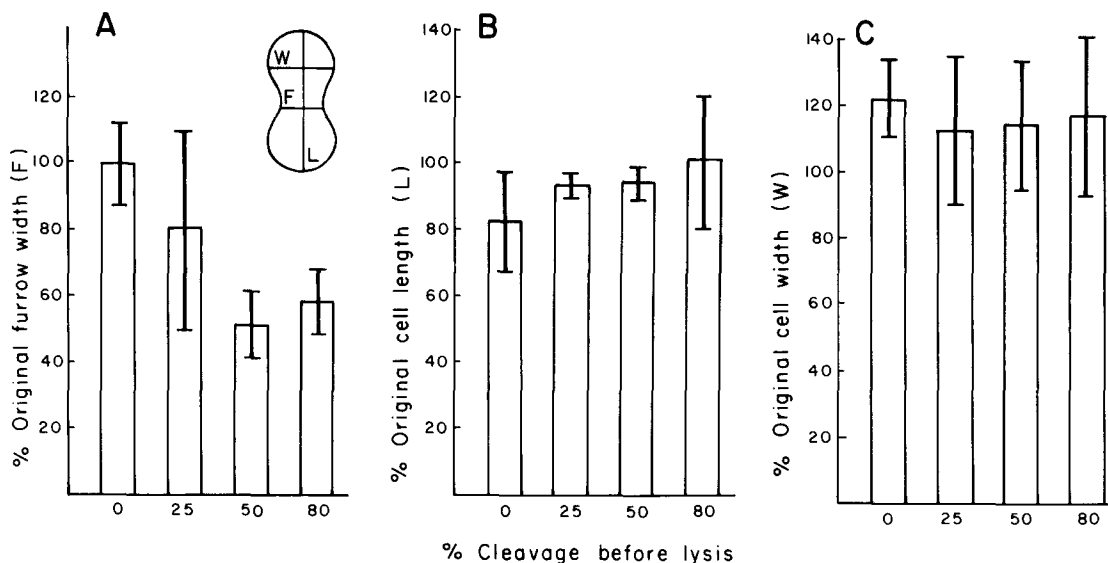 A
% Original furrow width (F)
120
100
80
60
40
20
0 25 50 80
W
F
L
B
% Original cell length (L)
140
120
100
80
60
40
20
0 25 50 80
% Cleavage before lysis
C
% Original cell width (W)
140
120
100
80
60
40
20
0 25 50 80